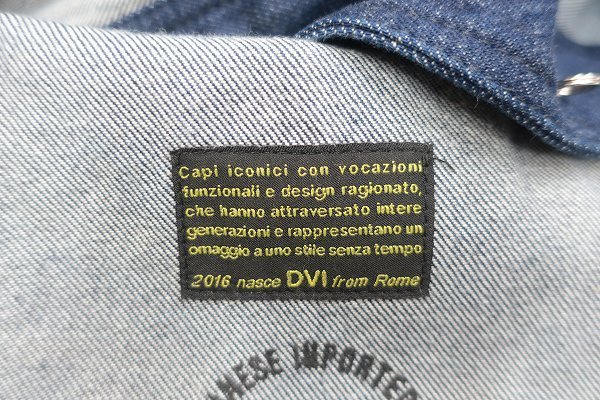 Capi iconici con vocazioni
funzionali e design ragionato,
che hanno attraversato intere
generazioni e rappresentano un
omaggio a uno stile senza tempo
2016 nasce DVI from Rome
IMPORTED